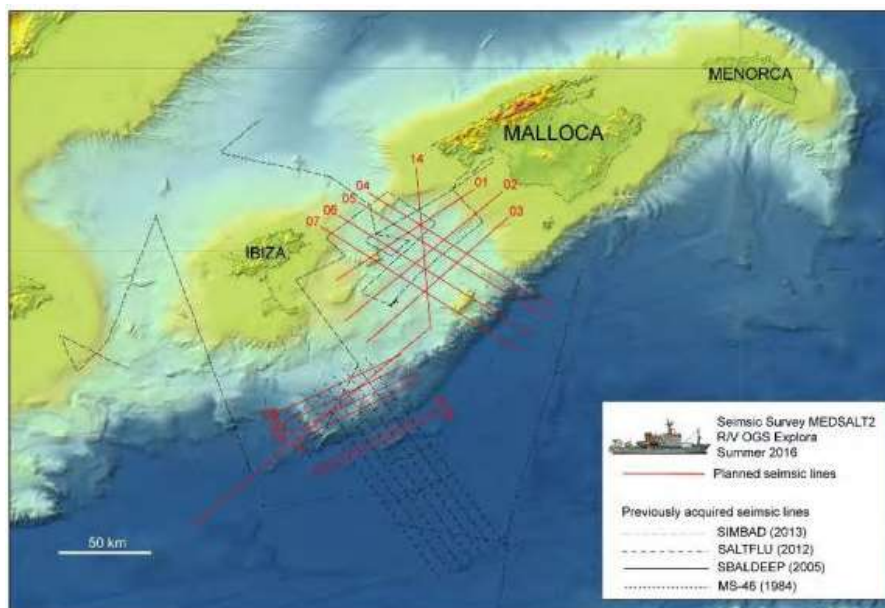 MENORCA
MALLOCA
14
04
01
05
02
06
07
03
IBIZA
50 km
Seimsic Survey MEDSALT2
R/V OGS Explora
Summer 2016
Planned seimsic lines
Previously acquired seimsic lines
SIMBAD (2013)
SALTFLU (2012)
SBALDEEP (2005)
MS-46 (1984)